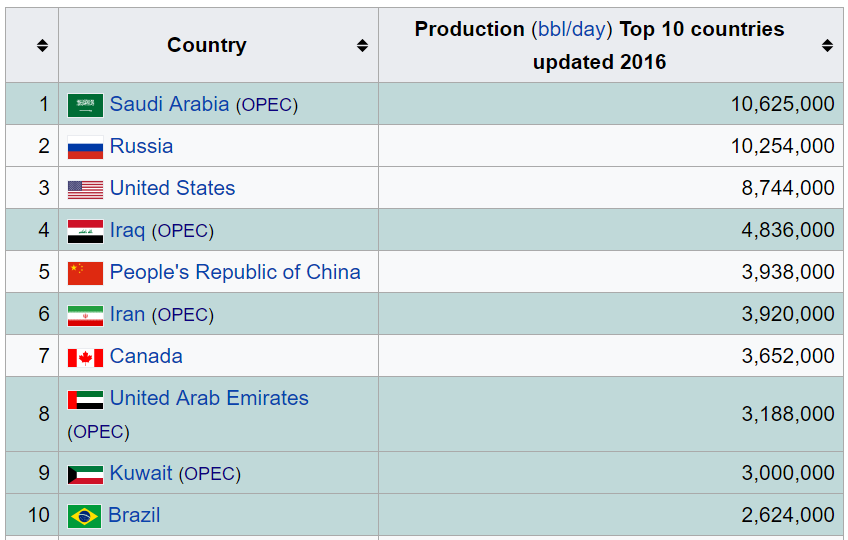 Country Production (bbl/day) Top 10 countries
updated 2016
1 Saudi Arabia (OPEC) 10,625,000
2 Russia 10,254,000
3 United States 8,744,000
4 Iraq (OPEC) 4,836,000
5 People's Republic of China 3,938,000
6 Iran (OPEC) 3,920,000
7 Canada 3,652,000
8 United Arab Emirates
(OPEC) 3,188,000
9 Kuwait (OPEC) 3,000,000
10 Brazil 2,624,000